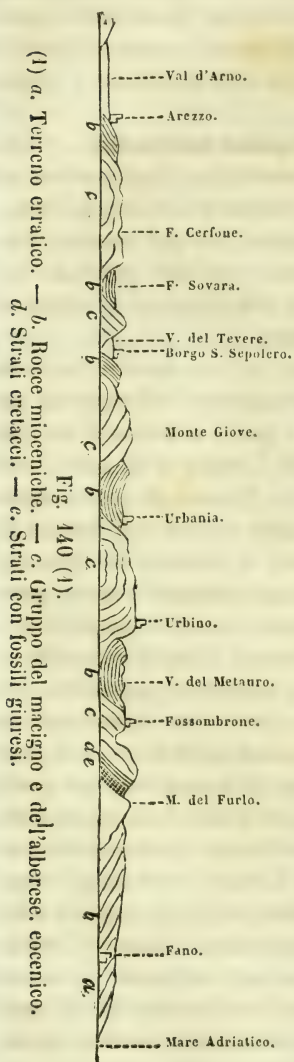 Val d'Arno.
Arezzo.
F. Cerfone.
F. Sovara.
V. del Tevere.
Borgo S. Sepolcro.
Monte Giove.
Urbania.
Urbino.
V. del Metauro.
Fossombrone.
M. del Furlo.
Fano.
Mare Adriatico.
b
c
b
c
b
c.
b
c.
b
c
d
e
b
a.
Fig. 140 (1).
(1) a. Terreno erratico. — b. Rocce mioceniche. — c. Gruppo del macigno e dell'alberese. eocenico.
d. Strati cretacci. — e. Strati con fossili giuresi.